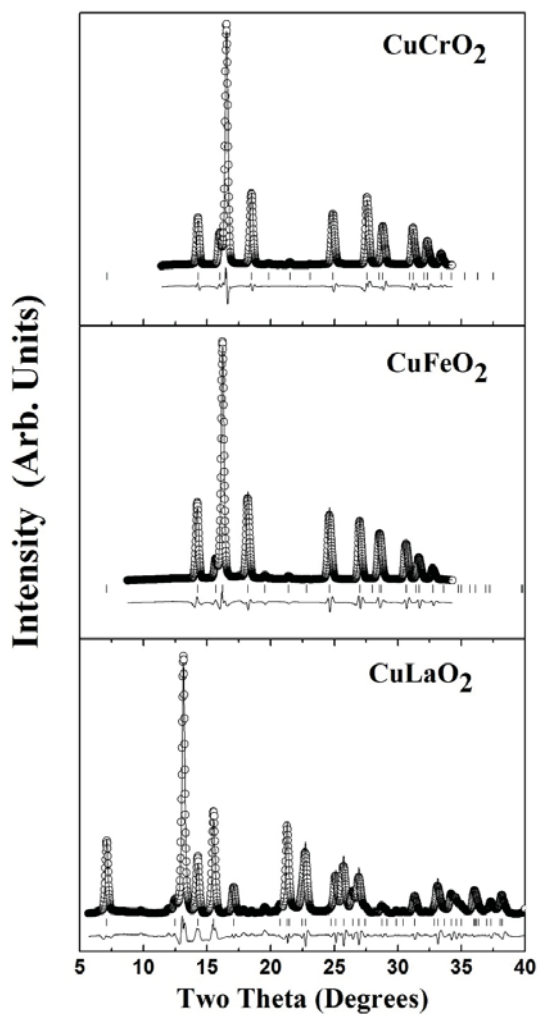 CuCrO2
CuFeO2
CuLaO2
Intensity (Arb. Units)
5 10 15 20 25 30 35 40
Two Theta (Degrees)